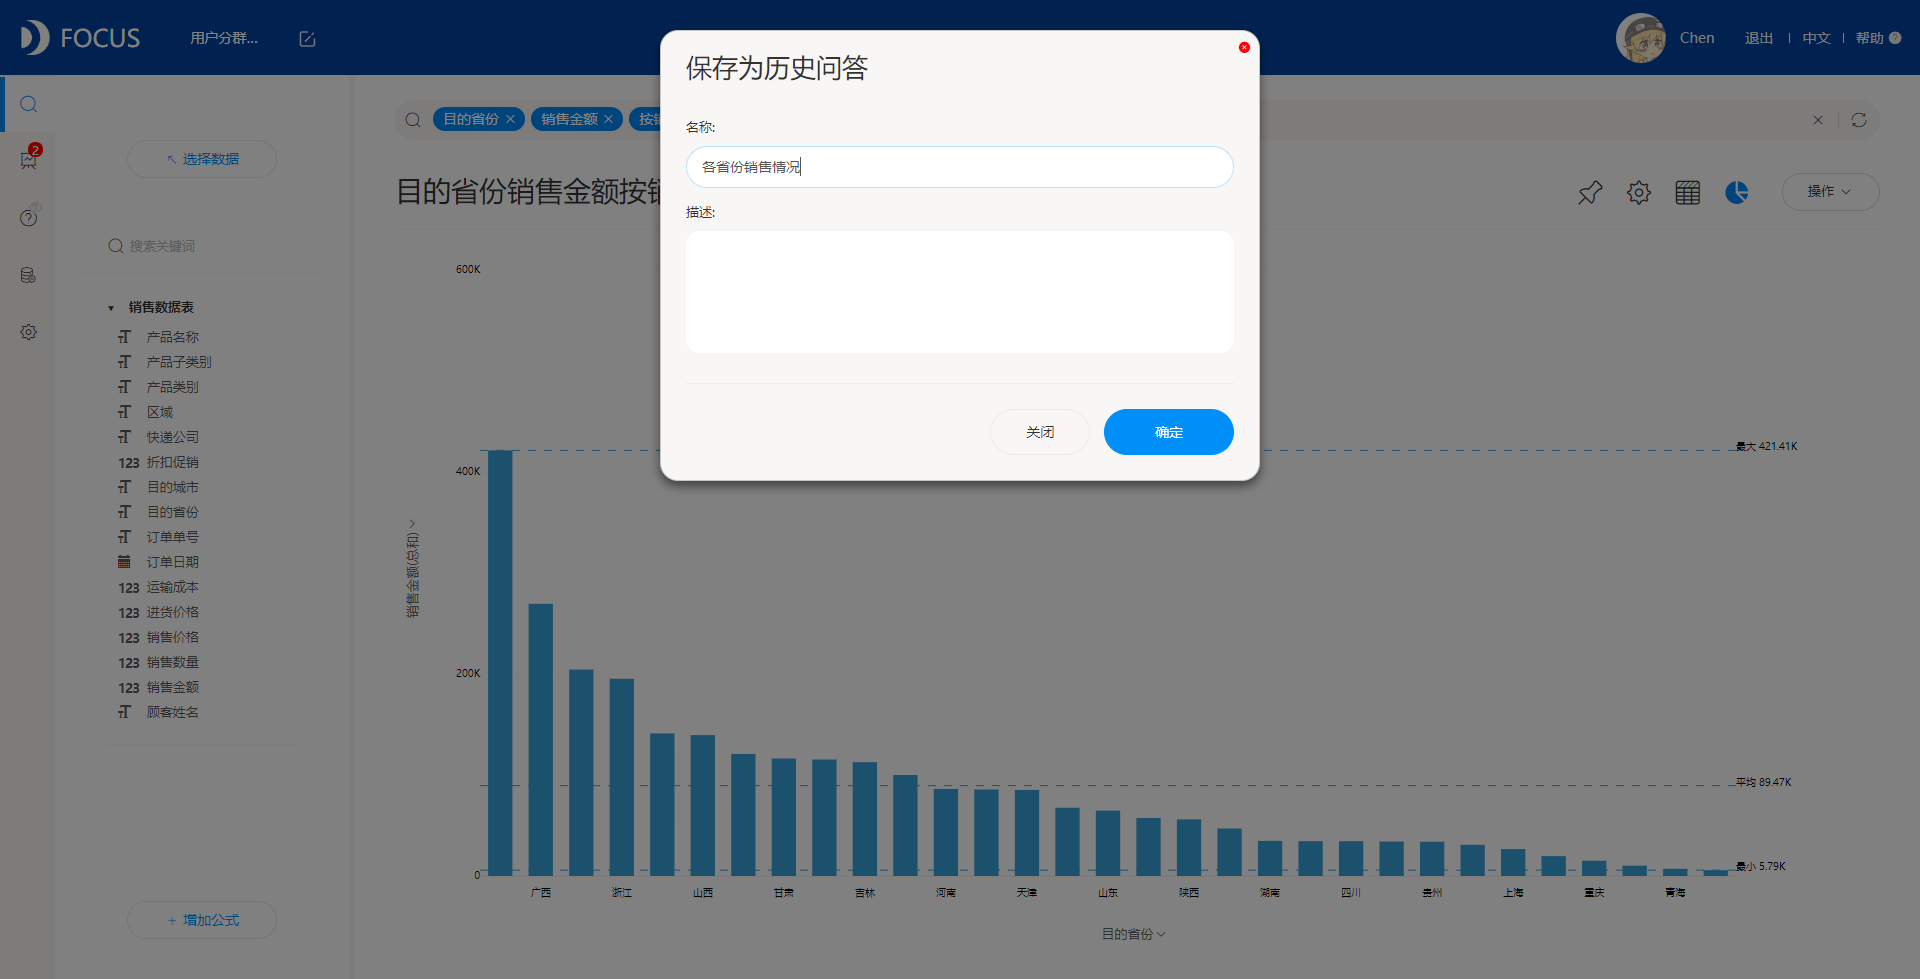 FOCUS
用户分群...
Chen
退出
中文
帮助
2
选择数据
搜索关键词
销售数据表
产品名称
产品子类别
产品类别
区域
快递公司
123 折扣促销
目的城市
目的省份
订单单号
订单日期
123 运输成本
123 进货价格
123 销售价格
123 销售数量
123 销售金额
顾客姓名
+ 增加公式
目的省份
销售金额
按销
目的省份销售金额按销
操作
保存为历史问答
名称:
各省份销售情况
描述:
关闭
确定
600K
400K
200K
0
销售金额(总和)
最大 421.41K
平均 89.47K
最小 5.79K
广西
浙江
山西
甘肃
吉林
河南
天津
山东
陕西
湖南
四川
贵州
上海
重庆
青海
目的省份